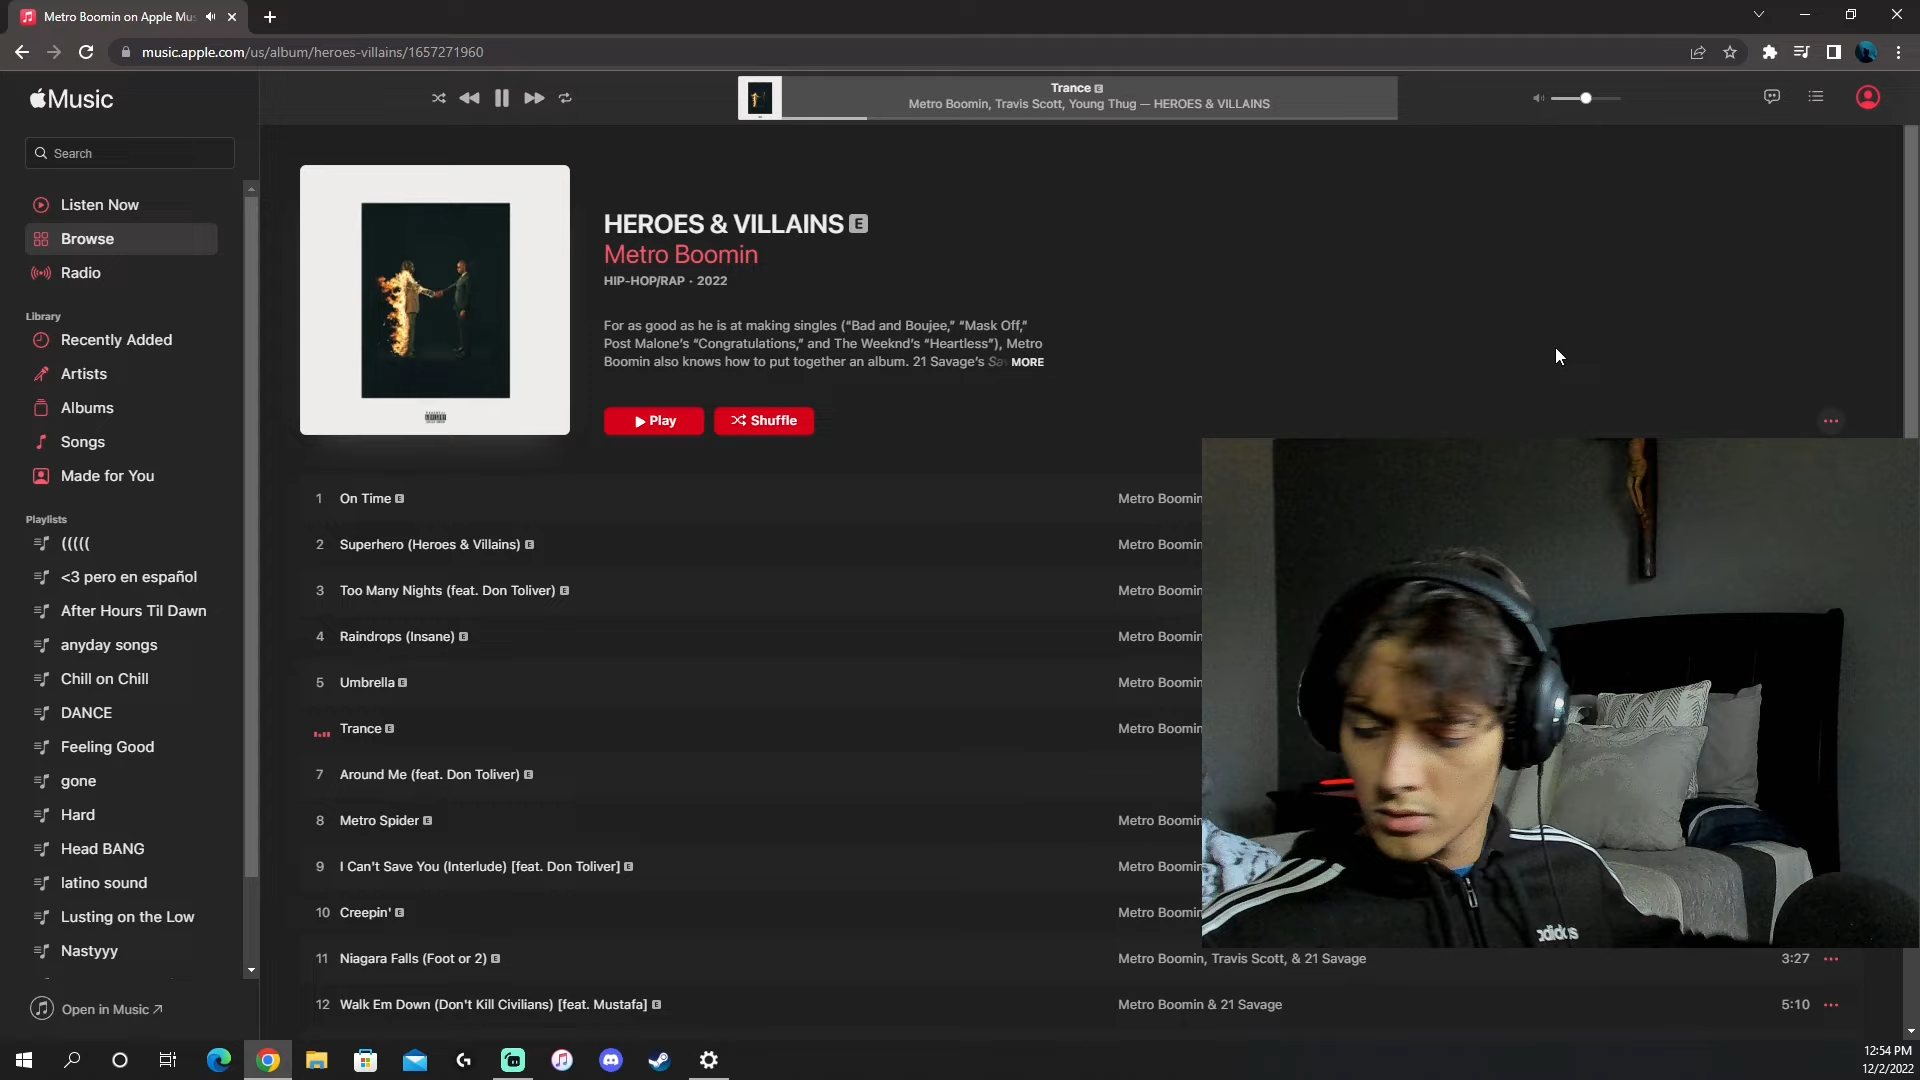 Metro Boomin on Apple Mus
music.apple.com/us/album/heroes-villains/1657271960
Music
Trance E
Metro Boomin, Travis Scott, Young Thug — HEROES & VILLAINS
Search
Listen Now
Browse
Radio
Library
Recently Added
Artists
Albums
Songs
Made for You
Playlists
(((((
<3 pero en español
After Hours Til Dawn
anyday songs
Chill on Chill
DANCE
Feeling Good
gone
Hard
Head BANG
latino sound
Lusting on the Low
Nastyyy
Open in Music ↗
HEROES & VILLAINS E
Metro Boomin
HIP-HOP/RAP · 2022
For as good as he is at making singles (“Bad and Boujee,” “Mask Off,”
Post Malone’s “Congratulations,” and The Weeknd’s “Heartless”), Metro
Boomin also knows how to put together an album. 21 Savage’s Sa MORE
Play
Shuffle
1 On Time E Metro Boomin
2 Superhero (Heroes & Villains) E Metro Boomin
3 Too Many Nights (feat. Don Toliver) E Metro Boomin
4 Raindrops (Insane) E Metro Boomin
5 Umbrella E Metro Boomin
Trance E Metro Boomin
7 Around Me (feat. Don Toliver) E
8 Metro Spider E Metro Boomin
9 I Can't Save You (Interlude) [feat. Don Toliver] E Metro Boomin
10 Creepin' E Metro Boomin
11 Niagara Falls (Foot or 2) E Metro Boomin, Travis Scott, & 21 Savage 3:27
12 Walk Em Down (Don't Kill Civilians) [feat. Mustafa] E Metro Boomin & 21 Savage 5:10
adidas
12:54 PM
12/2/2022